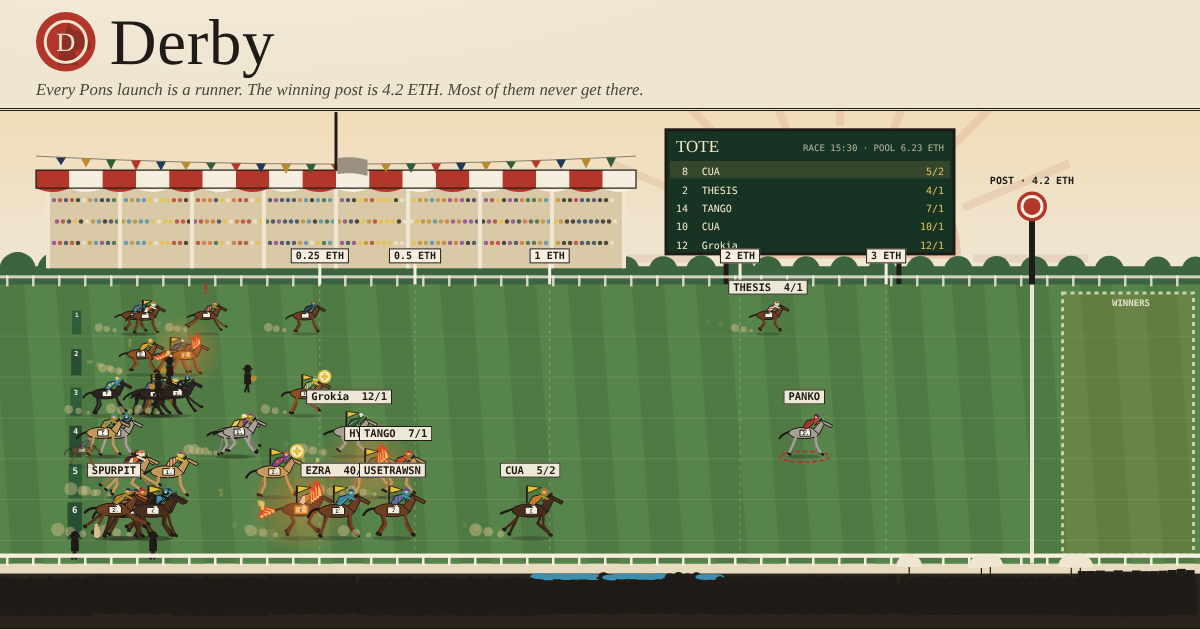 D Derby
Every Pons launch is a runner. The winning post is 4.2 ETH. Most of them never get there.
TOTE RACE 15:30 · POOL 6.23 ETH
8 CUA 5/2
2 THESIS 4/1
14 TANGO 7/1
10 CUA 10/1
12 Grokia 12/1
POST · 4.2 ETH
0.25 ETH
0.5 ETH
1 ETH
2 ETH
3 ETH
THESIS 4/1
WINNERS
1
2
3
4
5
6
Grokia 12/1
PANKO
TANGO 7/1
SPURPIT
EZRA 40/
USETRAWSN
CUA 5/2